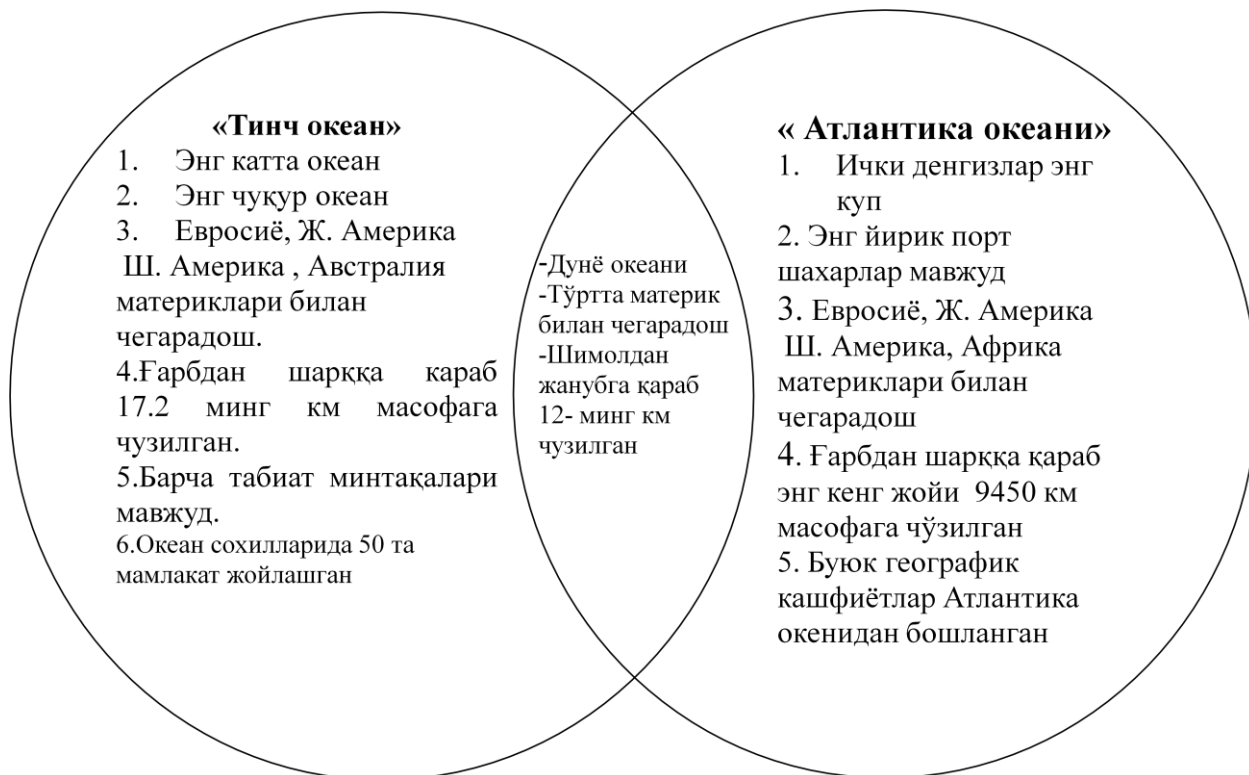 «Тинч океан»
1. Энг катта океан
2. Энг чуқур океан
3. Евросиё, Ж. Америка
Ш. Америка , Австралия
материклари билан
чегарадош.
4.Ғарбдан шарққа караб
17.2 минг км масофага
чузилган.
5.Барча табиат минтақалари
мавжуд.
6.Океан сохилларида 50 та
мамлакат жойлашган
-Дунё океани
-Тўртта материк
билан чегарадош
-Шимолдан
жанубга қараб
12- минг км
чузилган
« Атлантика океани»
1. Ички денгизлар энг
куп
2. Энг йирик порт
шахарлар мавжуд
3. Евросиё, Ж. Америка
Ш. Америка, Африка
материклари билан
чегарадош
4. Ғарбдан шарққа қараб
энг кенг жойи 9450 км
масофага чўзилган
5. Буюк географик
кашфиётлар Атлантика
окенидан бошланган